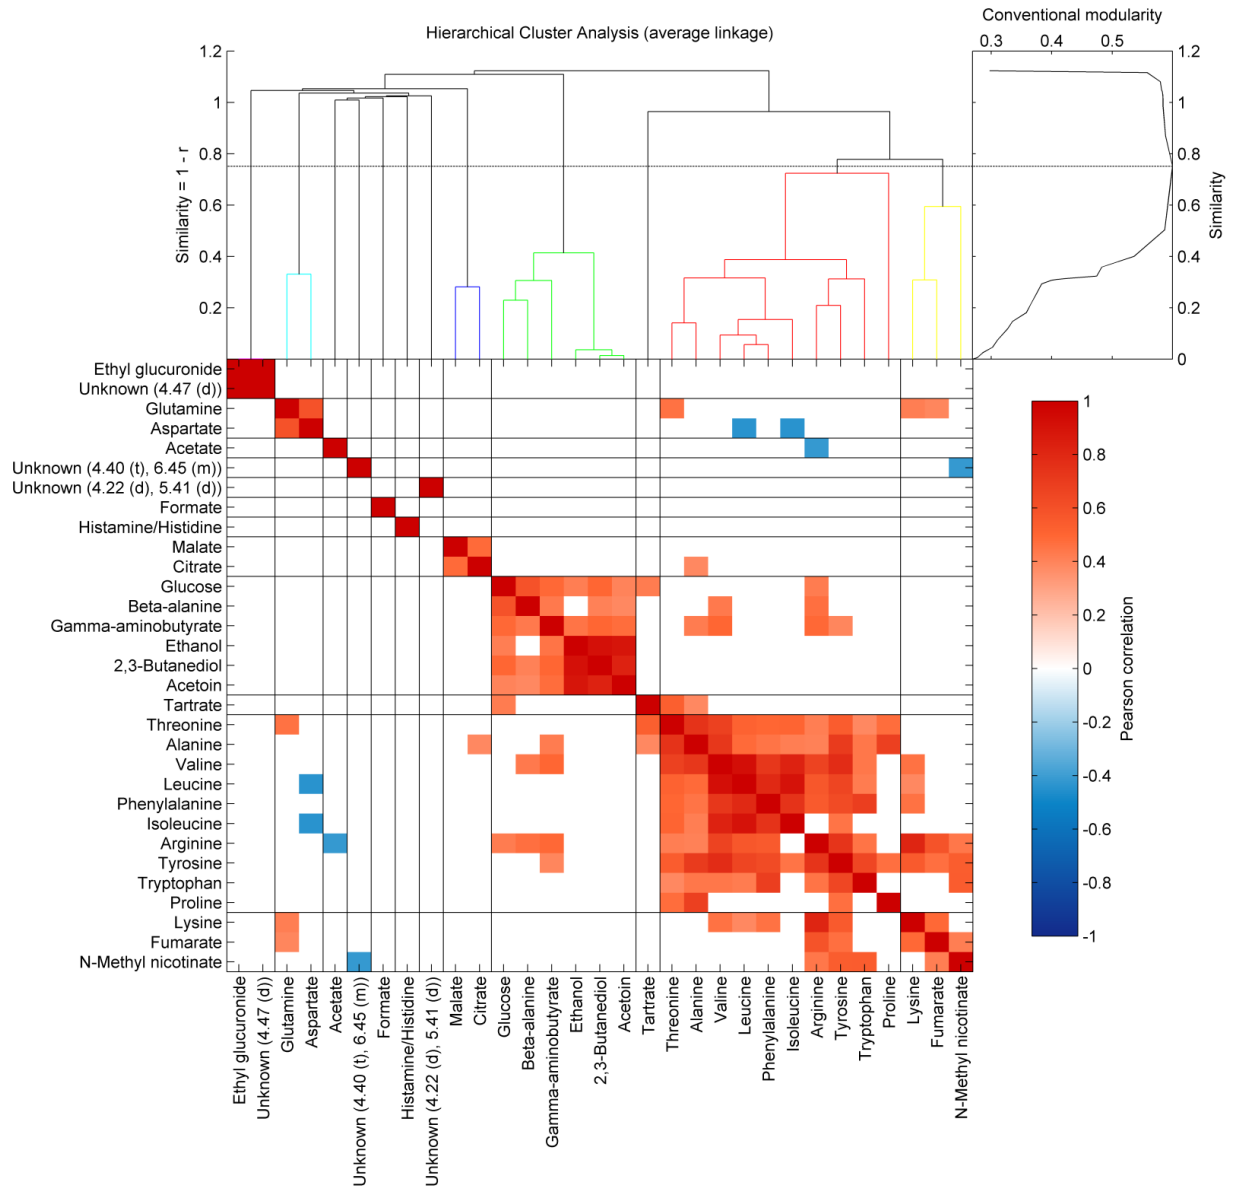 Hierarchical Cluster Analysis (average linkage)
Conventional modularity
0.3
0.4
0.5
1.2
1
0.8
0.6
0.4
0.2
Similarity = 1 - r
1.2
1
0.8
0.6
0.4
0.2
0
Similarity
Ethyl glucuronide
Unknown (4.47 (d))
Glutamine
Aspartate
Acetate
Unknown (4.40 (t), 6.45 (m))
Unknown (4.22 (d), 5.41 (d))
Formate
Histamine/Histidine
Malate
Citrate
Glucose
Beta-alanine
Gamma-aminobutyrate
Ethanol
2,3-Butanediol
Acetoin
Tartrate
Threonine
Alanine
Valine
Leucine
Phenylalanine
Isoleucine
Arginine
Tyrosine
Tryptophan
Proline
Lysine
Fumarate
N-Methyl nicotinate
1
0.8
0.6
0.4
0.2
0
-0.2
-0.4
-0.6
-0.8
-1
Pearson correlation
Ethyl glucuronide
Unknown (4.47 (d))
Glutamine
Aspartate
Acetate
Unknown (4.40 (t), 6.45 (m))
Formate
Histamine/Histidine
Unknown (4.22 (d), 5.41 (d))
Malate
Citrate
Glucose
Beta-alanine
Gamma-aminobutyrate
Ethanol
2,3-Butanediol
Acetoin
Tartrate
Threonine
Alanine
Valine
Leucine
Phenylalanine
Isoleucine
Arginine
Tyrosine
Tryptophan
Proline
Lysine
Fumarate
N-Methyl nicotinate